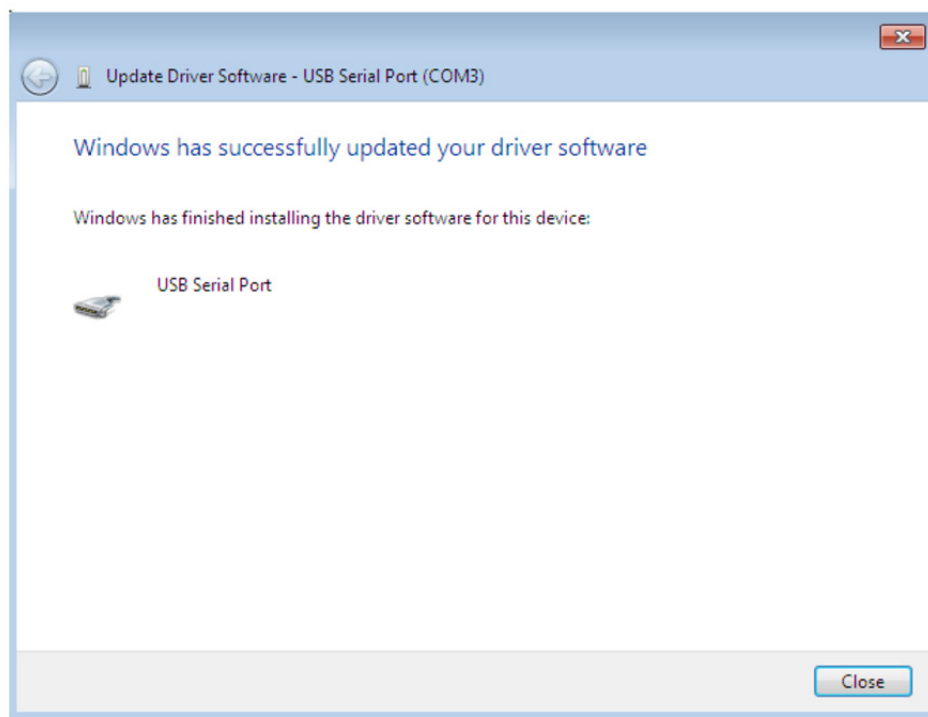 Update Driver Software - USB Serial Port (COM3)
Windows has successfully updated your driver software
Windows has finished installing the driver software for this device:
USB Serial Port
Close